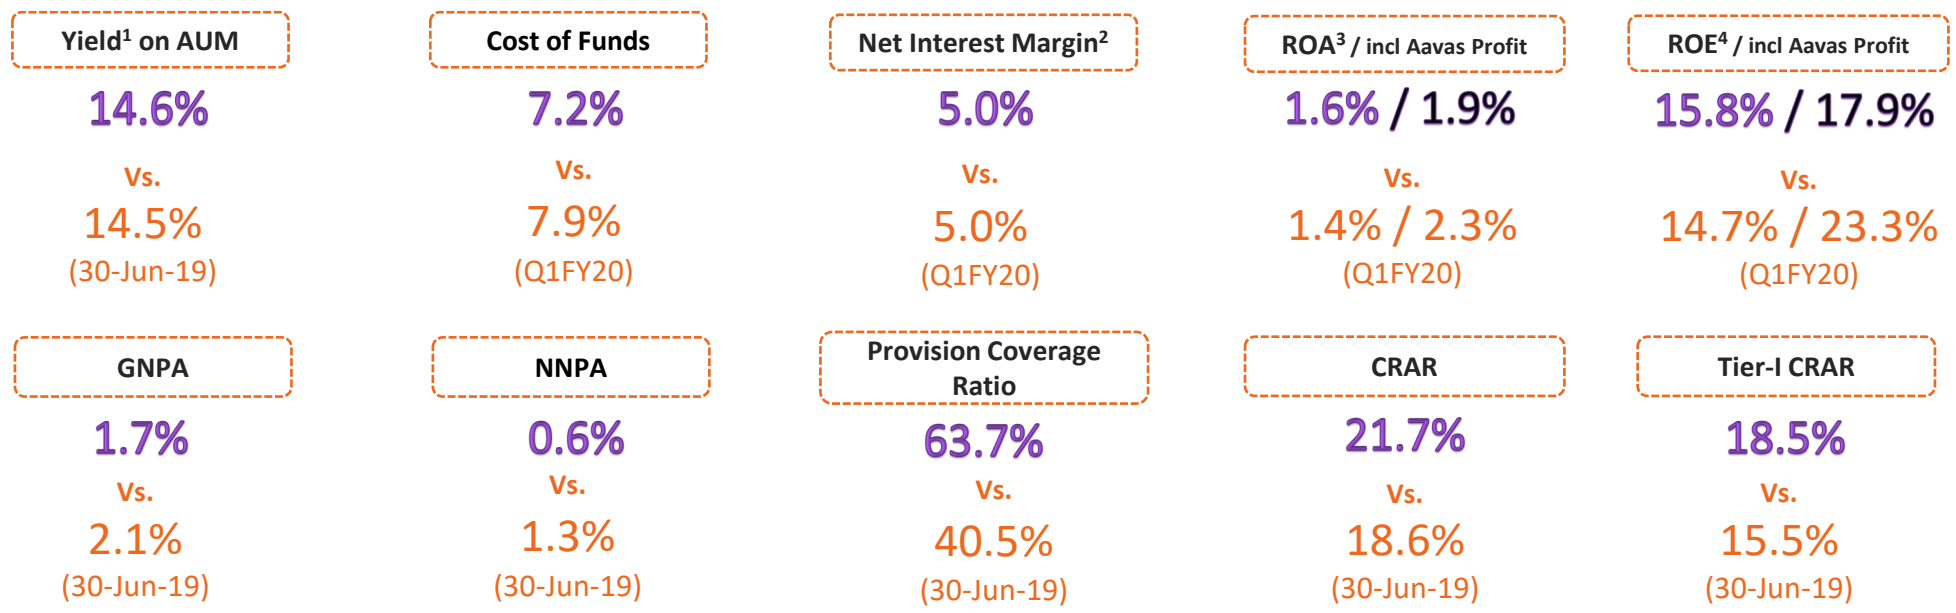 Yield¹ on AUM
14.6%
Vs.
14.5%
(30-Jun-19)
Cost of Funds
7.2%
Vs.
7.9%
(Q1FY20)
Net Interest Margin²
5.0%
Vs.
5.0%
(Q1FY20)
ROA³ / incl Aavas Profit
1.6% / 1.9%
Vs.
1.4% / 2.3%
(Q1FY20)
ROE⁴ / incl Aavas Profit
15.8% / 17.9%
Vs.
14.7% / 23.3%
(Q1FY20)
GNPA
1.7%
Vs.
2.1%
(30-Jun-19)
NNPA
0.6%
Vs.
1.3%
(30-Jun-19)
Provision Coverage
Ratio
63.7%
Vs.
40.5%
(30-Jun-19)
CRAR
21.7%
Vs.
18.6%
(30-Jun-19)
Tier-I CRAR
18.5%
Vs.
15.5%
(30-Jun-19)